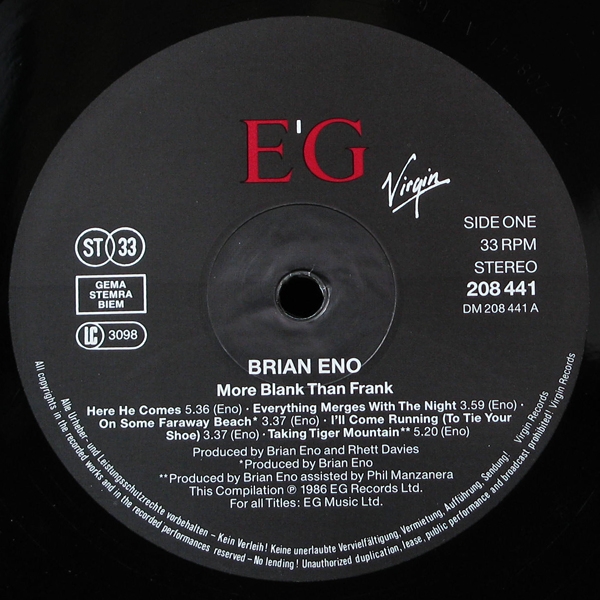 E'G
Virgin
SIDE ONE
33 RPM
STEREO
208 441
DM 208 441 A
ST 33
GEMA
STEMRA
BIEM
LC 3098
BRIAN ENO
More Blank Than Frank
Here He Comes 5.36 (Eno) · Everything Merges With The Night 3.59 (Eno) ·
On Some Faraway Beach* 3.37 (Eno) · I'll Come Running (To Tie Your
Shoe) 3.37 (Eno) · Taking Tiger Mountain** 5.20 (Eno)
Produced by Brian Eno and Rhett Davies
*Produced by Brian Eno
**Produced by Brian Eno assisted by Phil Manzanera
This Compilation ℗ 1986 EG Records Ltd.
For all Titles: EG Music Ltd.
Alle Urheber- und Leistungsschutzrechte vorbehalten – Kein Verleih! Keine unerlaubte Vervielfältigung, Vermietung, Aufführung, Sendung! Virgin Records
All copyrights in the recorded works and in the recorded performances reserved – No lending! Unauthorized duplication, lease, public performance and broadcast prohibited! Virgin Records